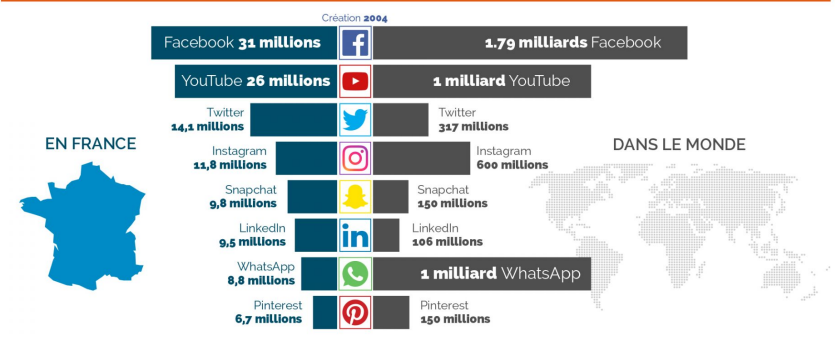 Création 2004
Facebook 31 millions
1.79 milliards Facebook
YouTube 26 millions
1 milliard YouTube
Twitter
14,1 millions
Twitter
317 millions
EN FRANCE
DANS LE MONDE
Instagram
11,8 millions
Instagram
600 millions
Snapchat
9,8 millions
Snapchat
150 millions
LinkedIn
9,5 millions
in
LinkedIn
106 millions
WhatsApp
8,8 millions
1 milliard WhatsApp
Pinterest
6,7 millions
Pinterest
150 millions